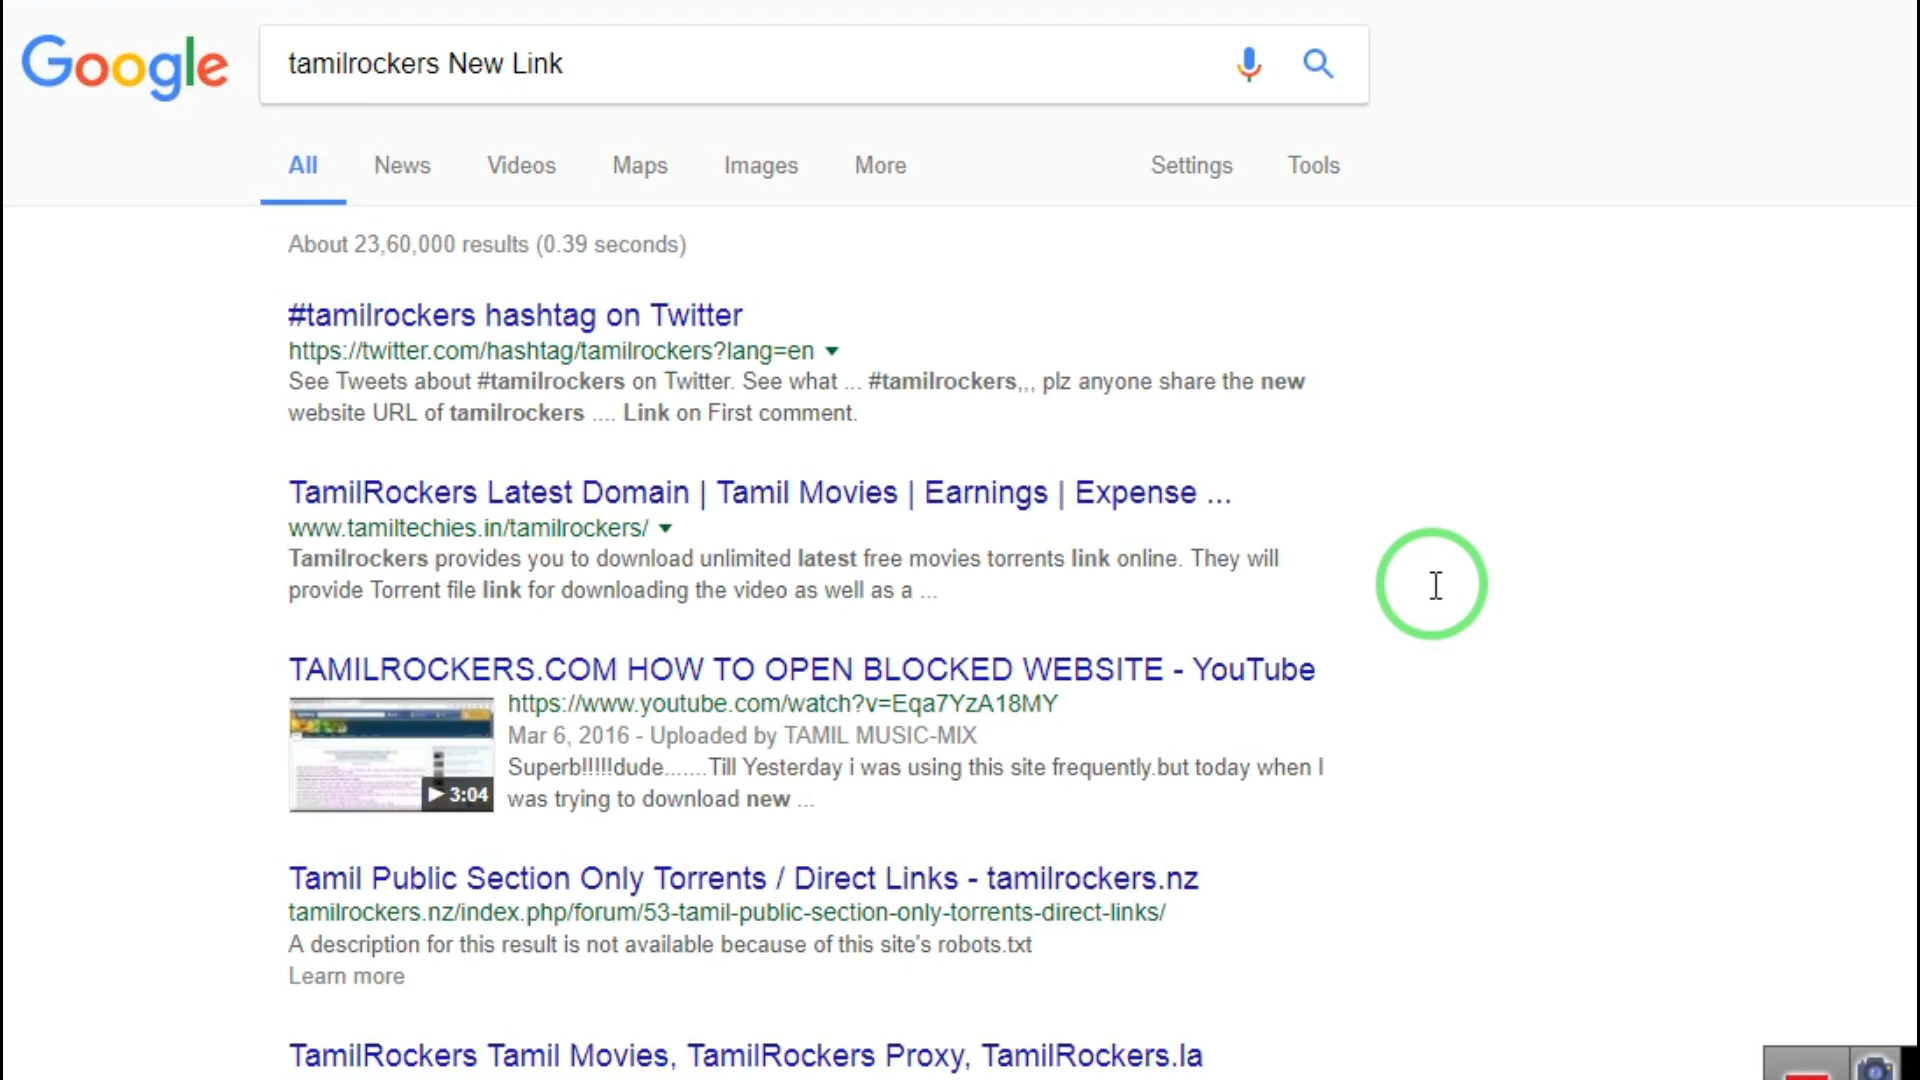 Google
tamilrockers New Link
All News Videos Maps Images More Settings Tools
About 23,60,000 results (0.39 seconds)
#tamilrockers hashtag on Twitter
https://twitter.com/hashtag/tamilrockers?lang=en
See Tweets about #tamilrockers on Twitter. See what ... #tamilrockers,,, plz anyone share the new
website URL of tamilrockers .... Link on First comment.
TamilRockers Latest Domain | Tamil Movies | Earnings | Expense ...
www.tamiltechies.in/tamilrockers/
Tamilrockers provides you to download unlimited latest free movies torrents link online. They will
provide Torrent file link for downloading the video as well as a ...
TAMILROCKERS.COM HOW TO OPEN BLOCKED WEBSITE - YouTube
https://www.youtube.com/watch?v=Eqa7YzA18MY
Mar 6, 2016 - Uploaded by TAMIL MUSIC-MIX
Superb!!!!!dude.......Till Yesterday i was using this site frequently.but today when I
was trying to download new ...
3:04
Tamil Public Section Only Torrents / Direct Links - tamilrockers.nz
tamilrockers.nz/index.php/forum/53-tamil-public-section-only-torrents-direct-links/
A description for this result is not available because of this site's robots.txt
Learn more
TamilRockers Tamil Movies, TamilRockers Proxy, TamilRockers.la